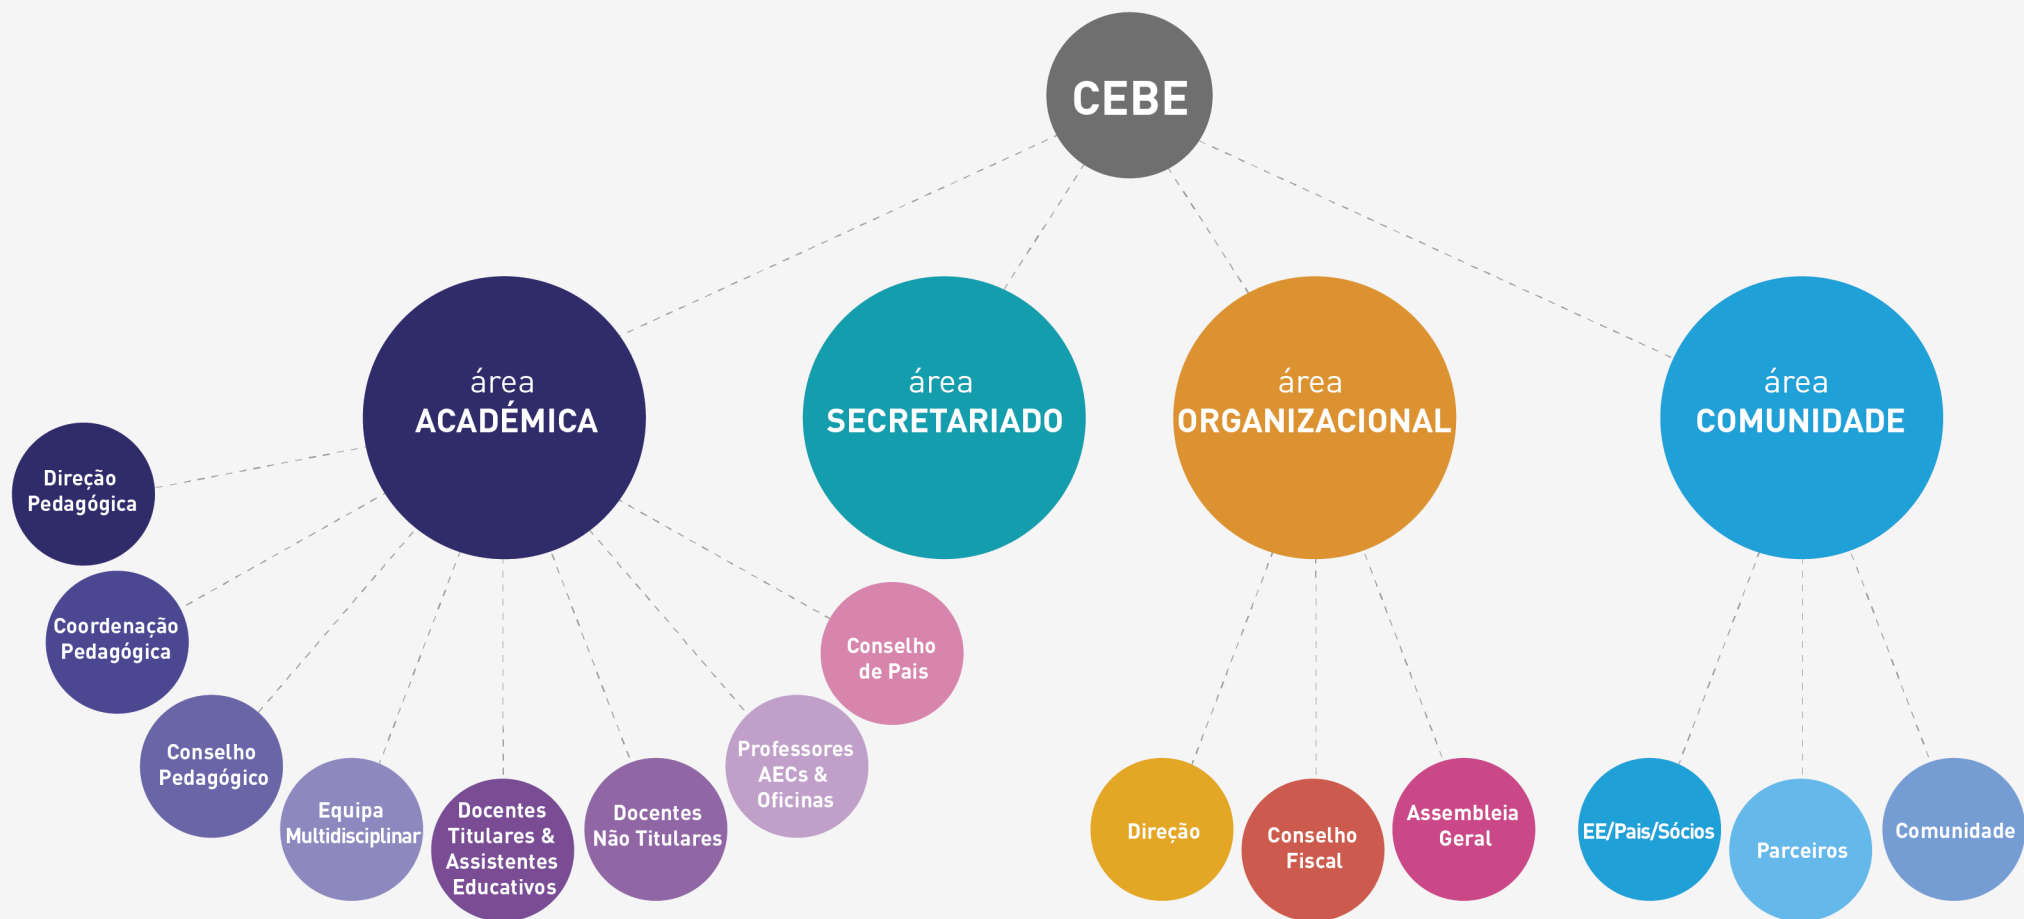 CEBE
área
ACADÉMICA
área
SECRETARIADO
área
ORGANIZACIONAL
área
COMUNIDADE
Direção
Pedagógica
Coordenação
Pedagógica
Conselho
Pedagógico
Equipa
Multidisciplinar
Docentes
Titulares &
Assistentes
Educativos
Docentes
Não Titulares
Professores
AECs &
Oficinas
Conselho
de Pais
Direção
Conselho
Fiscal
Assembleia
Geral
EE/Pais/Sócios
Parceiros
Comunidade